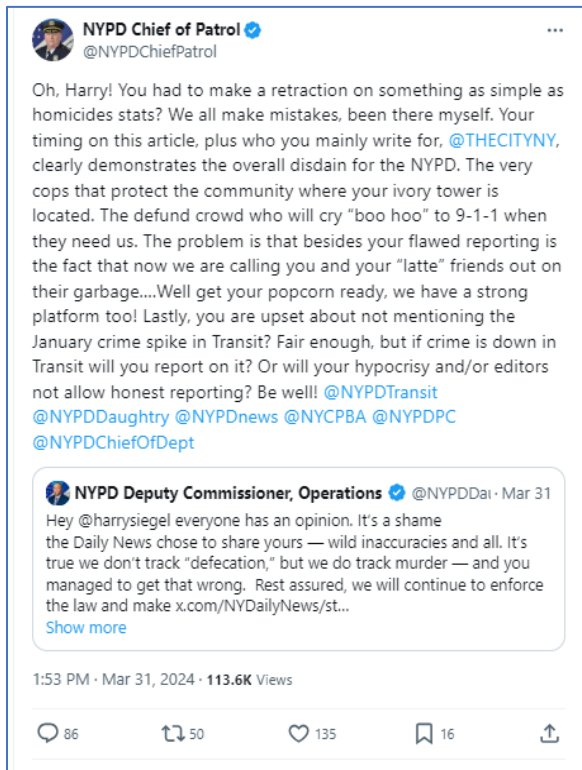 NYPD Chief of Patrol
@NYPDChiefPatrol
Oh, Harry! You had to make a retraction on something as simple as
homicides stats? We all make mistakes, been there myself. Your
timing on this article, plus who you mainly write for, @THECITYNY,
clearly demonstrates the overall disdain for the NYPD. The very
cops that protect the community where your ivory tower is
located. The defund crowd who will cry “boo hoo” to 9-1-1 when
they need us. The problem is that besides your flawed reporting is
the fact that now we are calling you and your “latte” friends out on
their garbage....Well get your popcorn ready, we have a strong
platform too! Lastly, you are upset about not mentioning the
January crime spike in Transit? Fair enough, but if crime is down in
Transit will you report on it? Or will your hypocrisy and/or editors
not allow honest reporting? Be well! @NYPDTransit
@NYPDDaughtry @NYPDnews @NYCPBA @NYPDPC
@NYPDChiefOfDept
NYPD Deputy Commissioner, Operations @NYPDDau · Mar 31
Hey @harrysiegel everyone has an opinion. It’s a shame
the Daily News chose to share yours — wild inaccuracies and all. It’s
true we don’t track “defecation,” but we do track murder — and you
managed to get that wrong.  Rest assured, we will continue to enforce
the law and make x.com/NYDailyNews/st...
Show more
1:53 PM · Mar 31, 2024 · 113.6K Views
86 50 135 16